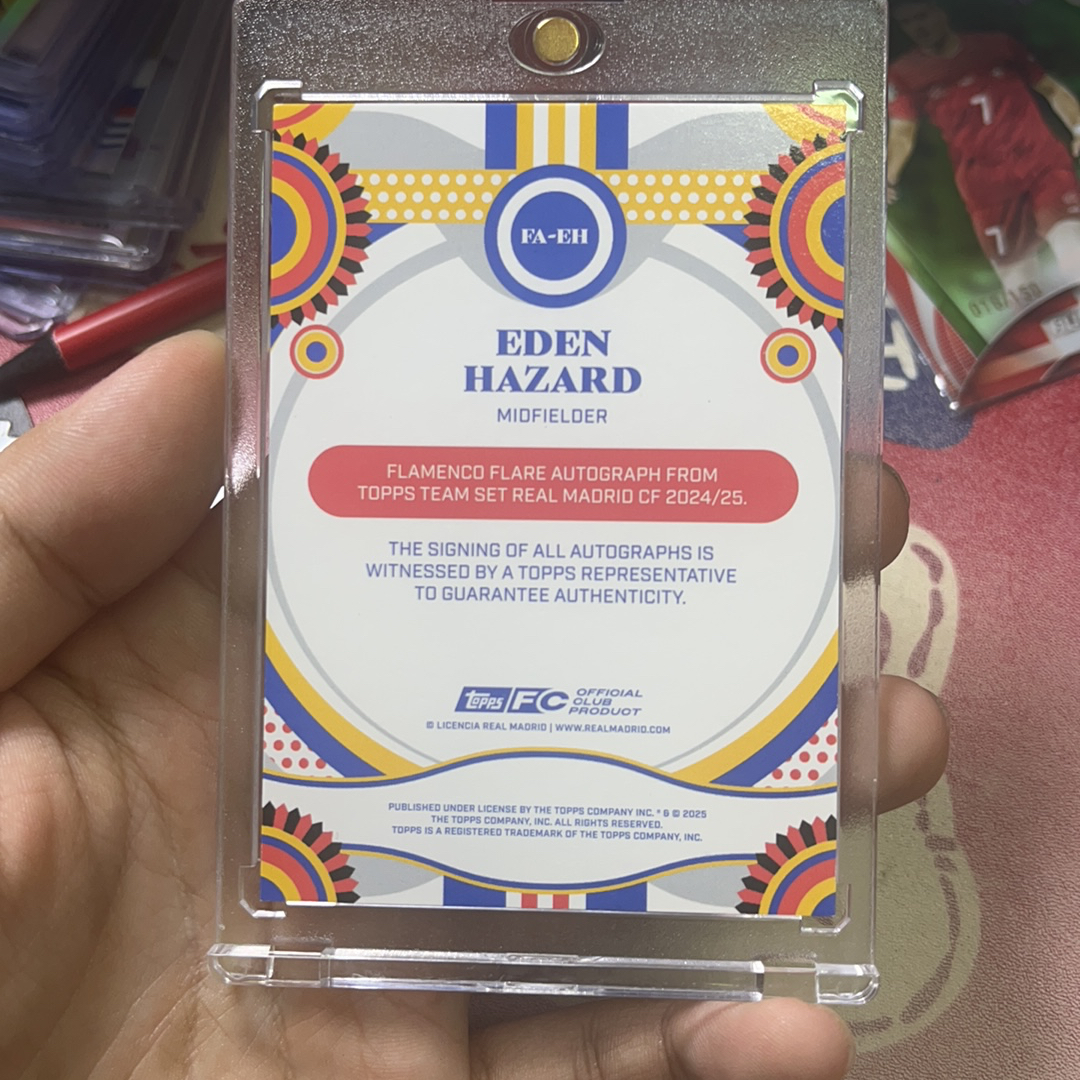 FA-EH
EDEN
HAZARD
MIDFIELDER
FLAMENCO FLARE AUTOGRAPH FROM
TOPPS TEAM SET REAL MADRID CF 2024/25.
THE SIGNING OF ALL AUTOGRAPHS IS
WITNESSED BY A TOPPS REPRESENTATIVE
TO GUARANTEE AUTHENTICITY.
topps FC OFFICIAL
CLUB
PRODUCT
© LICENCIA REAL MADRID | WWW.REALMADRID.COM
PUBLISHED UNDER LICENSE BY THE TOPPS COMPANY INC. ® & © 2025
THE TOPPS COMPANY, INC. ALL RIGHTS RESERVED.
TOPPS IS A REGISTERED TRADEMARK OF THE TOPPS COMPANY, INC.
7
7